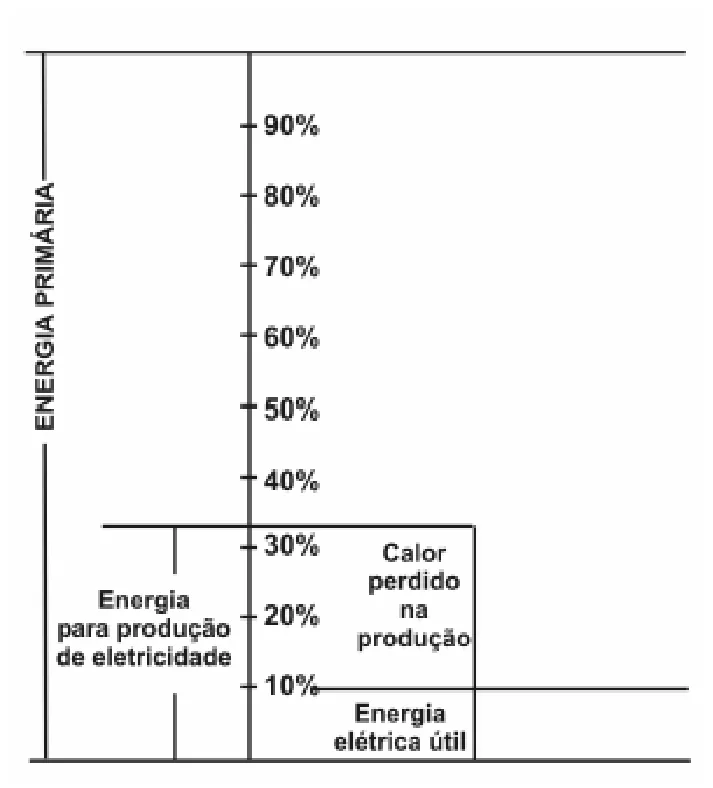 ENERGIA PRIMÁRIA
90%
80%
70%
60%
50%
40%
30%
20%
10%
Energia
para produção
de eletricidade
Calor
perdido
na
produção
Energia
elétrica útil